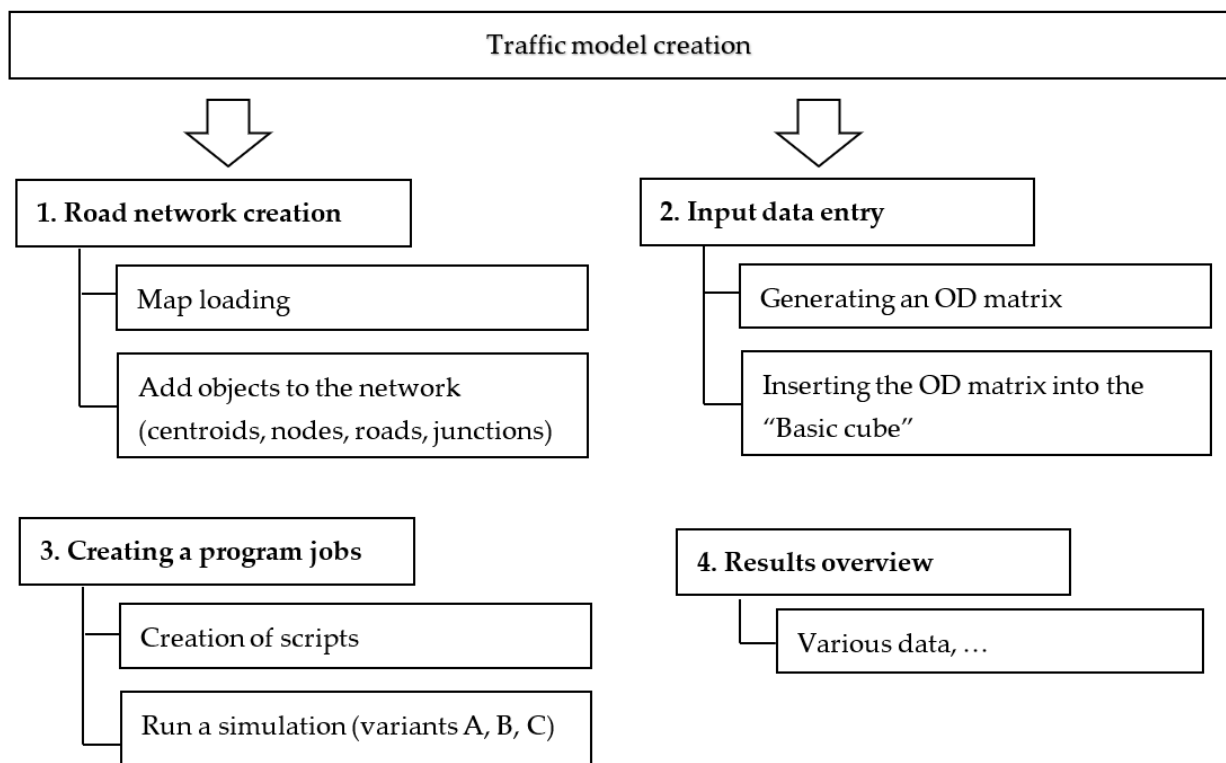 Traffic model creation
1. Road network creation
Map loading
Add objects to the network
(centroids, nodes, roads, junctions)
2. Input data entry
Generating an OD matrix
Inserting the OD matrix into the
“Basic cube”
3. Creating a program jobs
Creation of scripts
Run a simulation (variants A, B, C)
4. Results overview
Various data, …